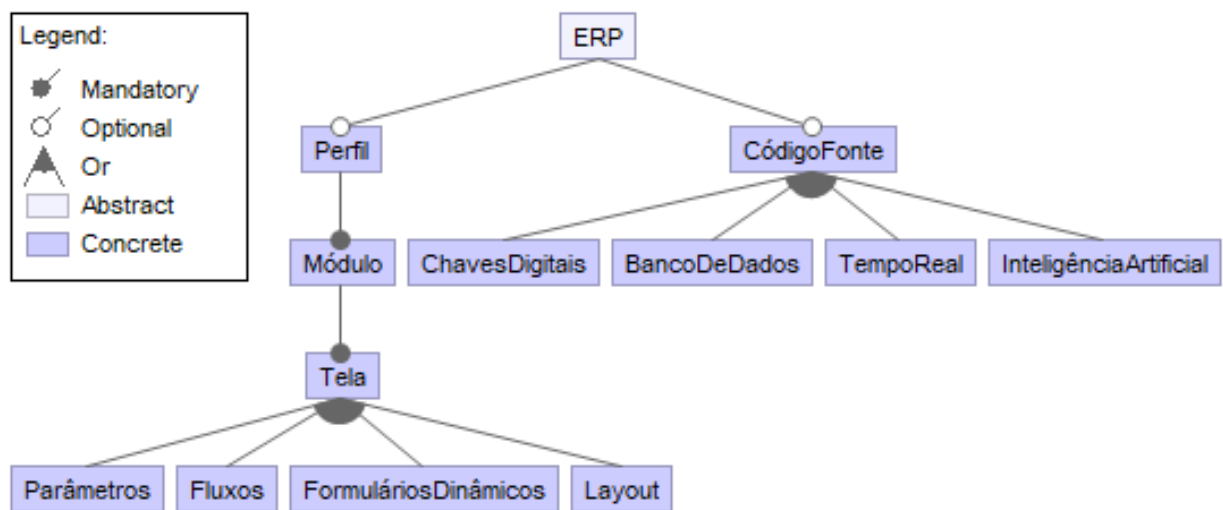 Legend:
Mandatory
Optional
Or
Abstract
Concrete
ERP
Perfil
CódigoFonte
Módulo
ChavesDigitais
BancoDeDados
TempoReal
InteligênciaArtificial
Tela
Parâmetros
Fluxos
FormuláriosDinâmicos
Layout